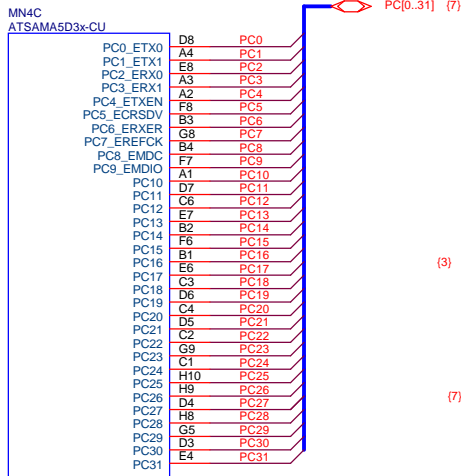 MN4C
ATSAMA5D3x-CU
PC[0..31] {7}
PC0_ETX0 D8 PC0
PC1_ETX1 A4 PC1
PC2_ERX0 E8 PC2
PC3_ERX1 A3 PC3
PC4_ETXEN A2 PC4
PC5_ECRSDV F8 PC5
PC6_ERXER B3 PC6
PC7_EREFCK G8 PC7
PC8_EMDC B4 PC8
PC9_EMDIO F7 PC9
PC10 A1 PC10
PC11 D7 PC11
PC12 C6 PC12
PC13 E7 PC13
PC14 B2 PC14
PC15 F6 PC15
PC16 B1 PC16
PC17 E6 PC17
{3}
PC18 C3 PC18
PC19 D6 PC19
PC20 C4 PC20
PC21 D5 PC21
PC22 C2 PC22
PC23 G9 PC23
PC24 C1 PC24
PC25 H10 PC25
PC26 H9 PC26
{7}
PC27 D4 PC27
PC28 H8 PC28
PC29 G5 PC29
PC30 D3 PC30
PC31 E4 PC31